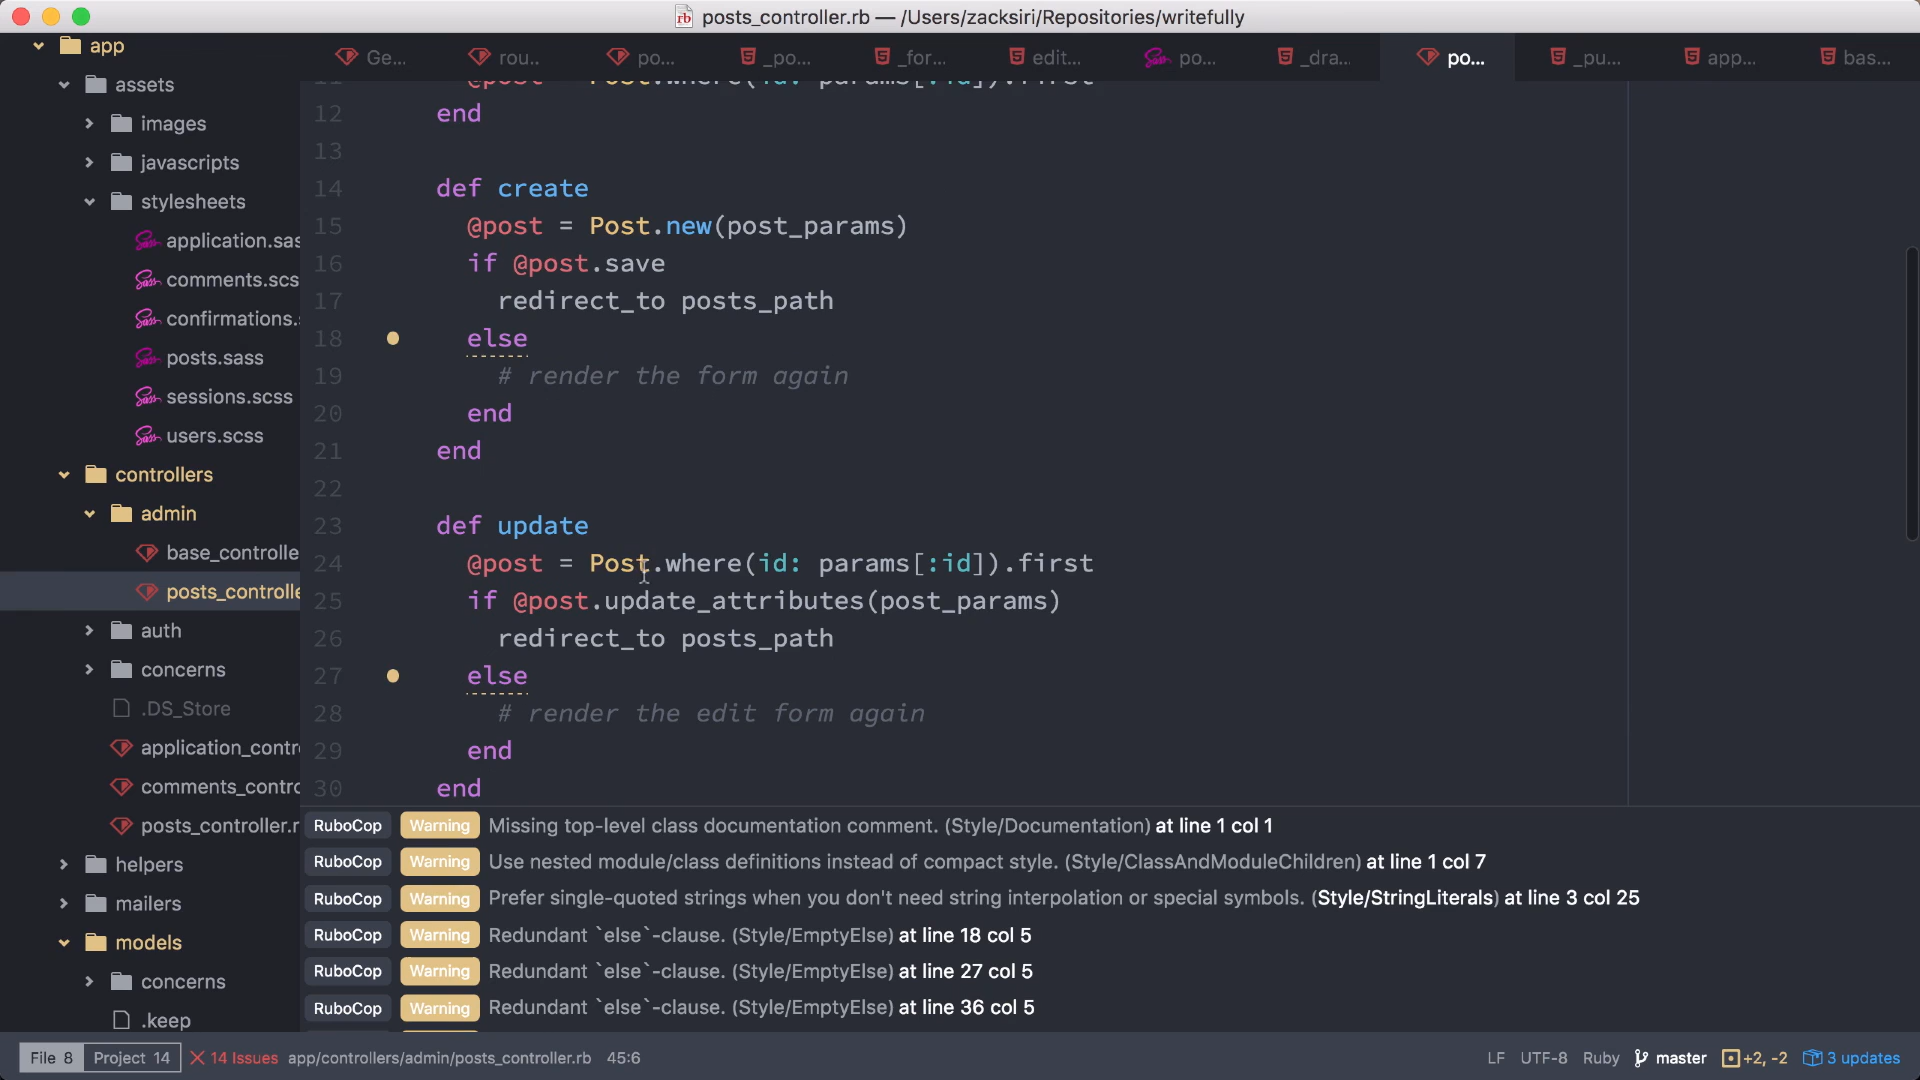 posts_controller.rb — /Users/zacksiri/Repositories/writefully
app
assets
images
javascripts
stylesheets
application.sas
comments.scs
confirmations.
posts.sass
sessions.scss
users.scss
controllers
admin
base_controlle
posts_controlle
auth
concerns
.DS_Store
application_contr
comments_contro
posts_controller.r
helpers
mailers
models
concerns
.keep
Ge... rou.. po... _po... _for... edit... po... _dra... po... _pu... app... bas...
11 @post = Post.where(id: params[:id]).first
12 end
13
14 def create
15 @post = Post.new(post_params)
16 if @post.save
17 redirect_to posts_path
18 else
19 # render the form again
20 end
21 end
22
23 def update
24 @post = Post.where(id: params[:id]).first
25 if @post.update_attributes(post_params)
26 redirect_to posts_path
27 else
28 # render the edit form again
29 end
30 end
RuboCop Warning Missing top-level class documentation comment. (Style/Documentation) at line 1 col 1
RuboCop Warning Use nested module/class definitions instead of compact style. (Style/ClassAndModuleChildren) at line 1 col 7
RuboCop Warning Prefer single-quoted strings when you don't need string interpolation or special symbols. (Style/StringLiterals) at line 3 col 25
RuboCop Warning Redundant `else`-clause. (Style/EmptyElse) at line 18 col 5
RuboCop Warning Redundant `else`-clause. (Style/EmptyElse) at line 27 col 5
RuboCop Warning Redundant `else`-clause. (Style/EmptyElse) at line 36 col 5
File 8 Project 14 14 Issues app/controllers/admin/posts_controller.rb 45:6 LF UTF-8 Ruby master +2, -2 3 updates